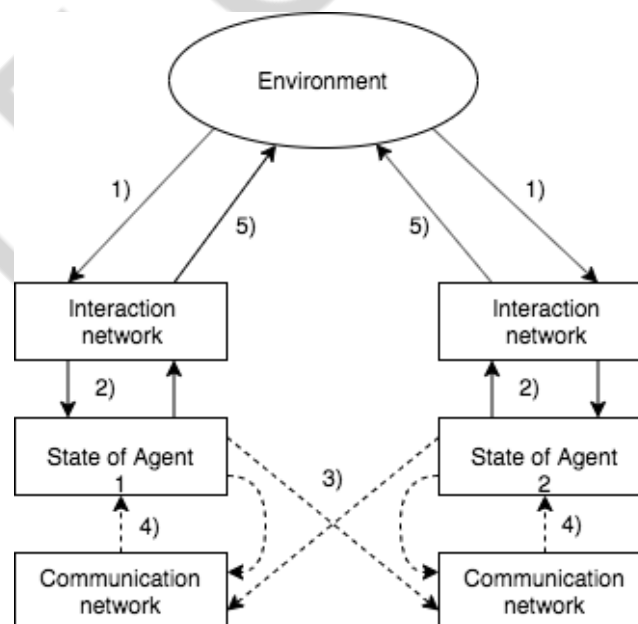 Environment
1)
1)
5)
5)
Interaction
network
Interaction
network
2)
2)
State of Agent
1
State of Agent
2
3)
4)
4)
Communication
network
Communication
network